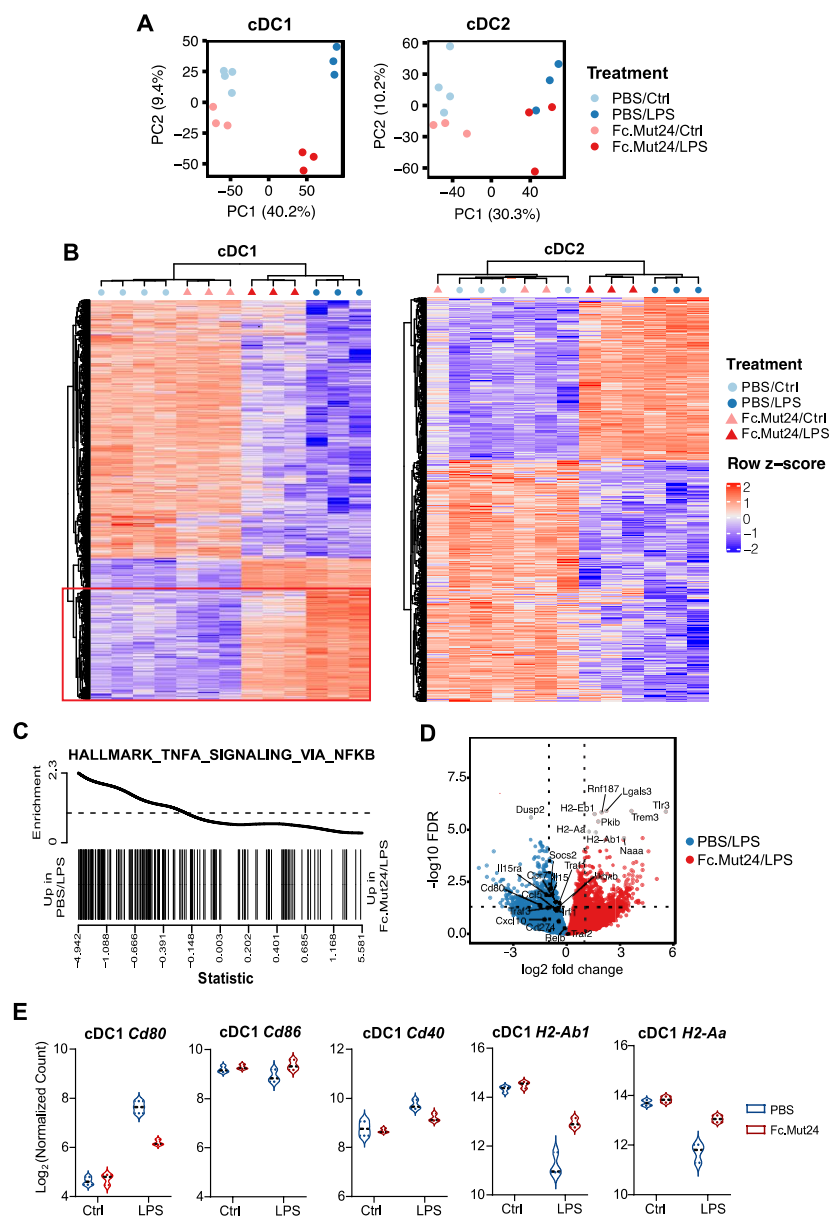 A
cDC1
cDC2
Treatment
PBS/Ctrl
PBS/LPS
Fc.Mut24/Ctrl
Fc.Mut24/LPS
PC2 (9.4%)
50
25
0
−25
−50
−50
0
50
PC1 (40.2%)
PC2 (10.2%)
60
30
0
−30
−60
−40
0
40
PC1 (30.3%)
B
cDC1
cDC2
Treatment
PBS/Ctrl
PBS/LPS
Fc.Mut24/Ctrl
Fc.Mut24/LPS
Row z−score
2
1
0
−1
−2
C
HALLMARK_TNFA_SIGNALING_VIA_NFKB
Enrichment
2.3
0
Up in
PBS/LPS
Up in
Fc.Mut24/LPS
−4.942
−1.088
−0.666
−0.391
−0.148
0.003
0.202
0.401
0.685
1.168
5.581
Statistic
D
-log10 FDR
7.5
5.0
2.5
0.0
−3
0
3
6
log2 fold change
Rnf187
Lgals3
H2−Eb1
Tlr3
Dusp2
Pkib
Trem3
H2−Aa
H2−Ab1
Naaa
Socs2
Il15ra
Traf1
Il15
Cd80
Cxcl10
Relb
Traf2
PBS/LPS
Fc.Mut24/LPS
E
Log2 (Normalized Count)
cDC1 Cd80
10
8
6
4
Ctrl
LPS
cDC1 Cd86
10
8
6
4
Ctrl
LPS
cDC1 Cd40
12
10
8
6
Ctrl
LPS
cDC1 H2-Ab1
16
14
12
11
10
Ctrl
LPS
cDC1 H2-Aa
16
14
12
10
Ctrl
LPS
PBS
Fc.Mut24